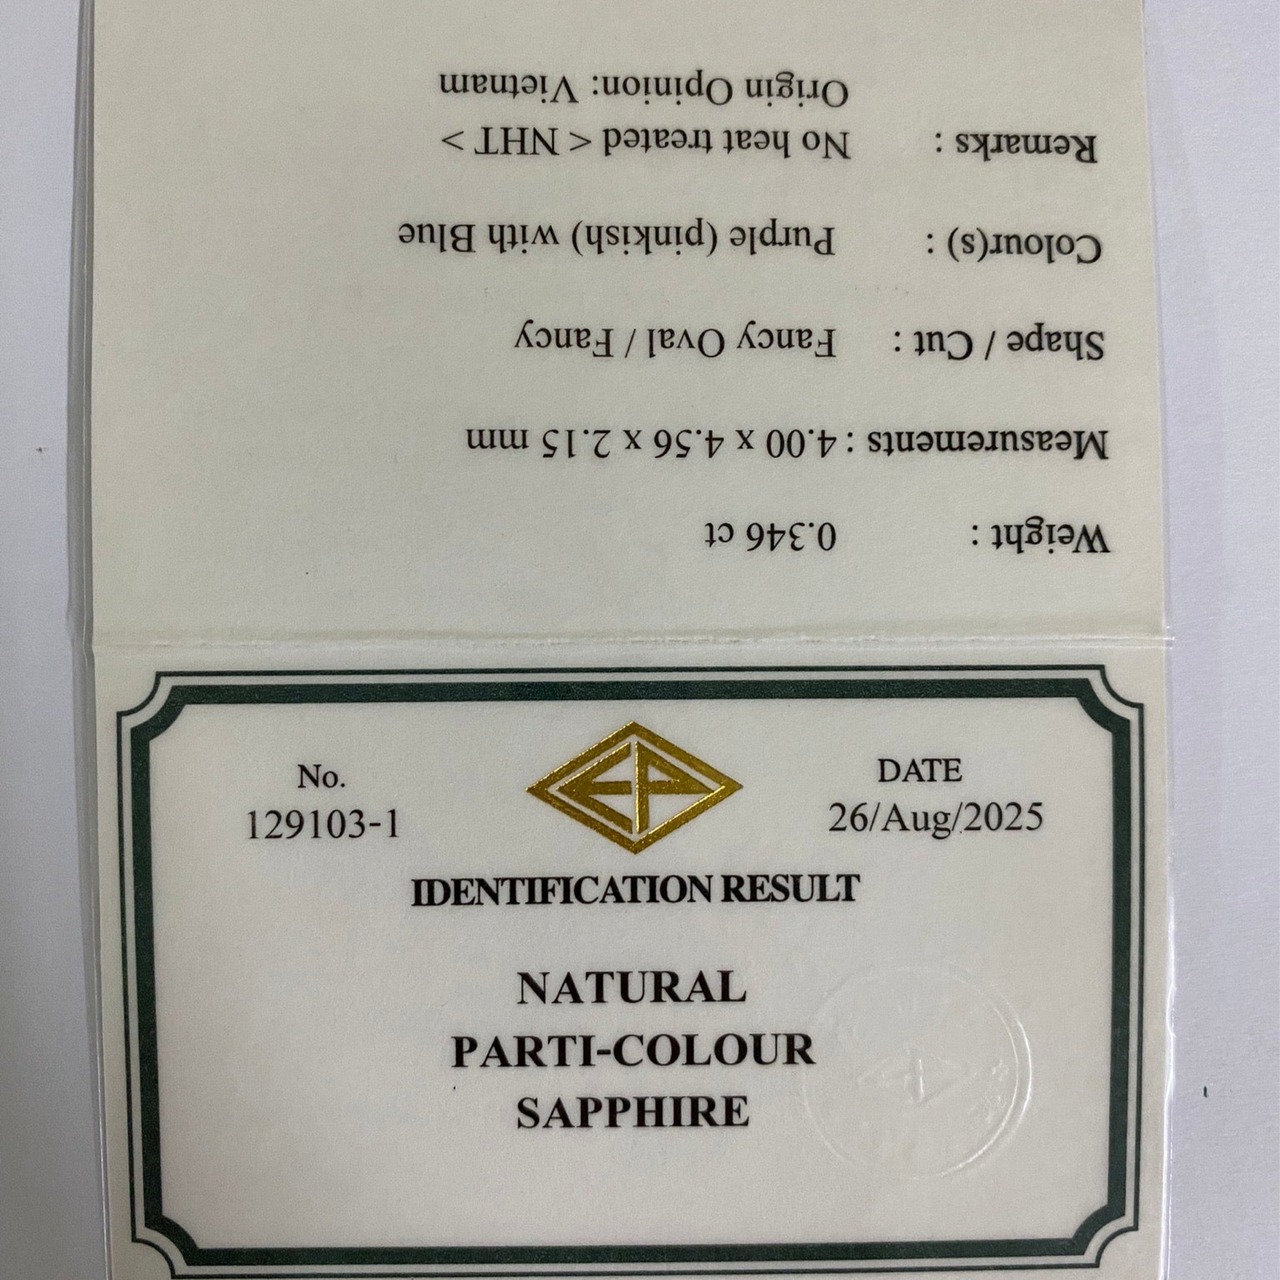 Weight : 0.346 ct
Measurements : 4.00 x 4.56 x 2.15 mm
Shape / Cut : Fancy Oval / Fancy
Colour(s) : Purple (pinkish) with Blue
Remarks : No heat treated < NHT >
Origin Opinion: Vietnam
No.
129103-1
EP
DATE
26/Aug/2025
IDENTIFICATION RESULT
NATURAL
PARTI-COLOUR
SAPPHIRE